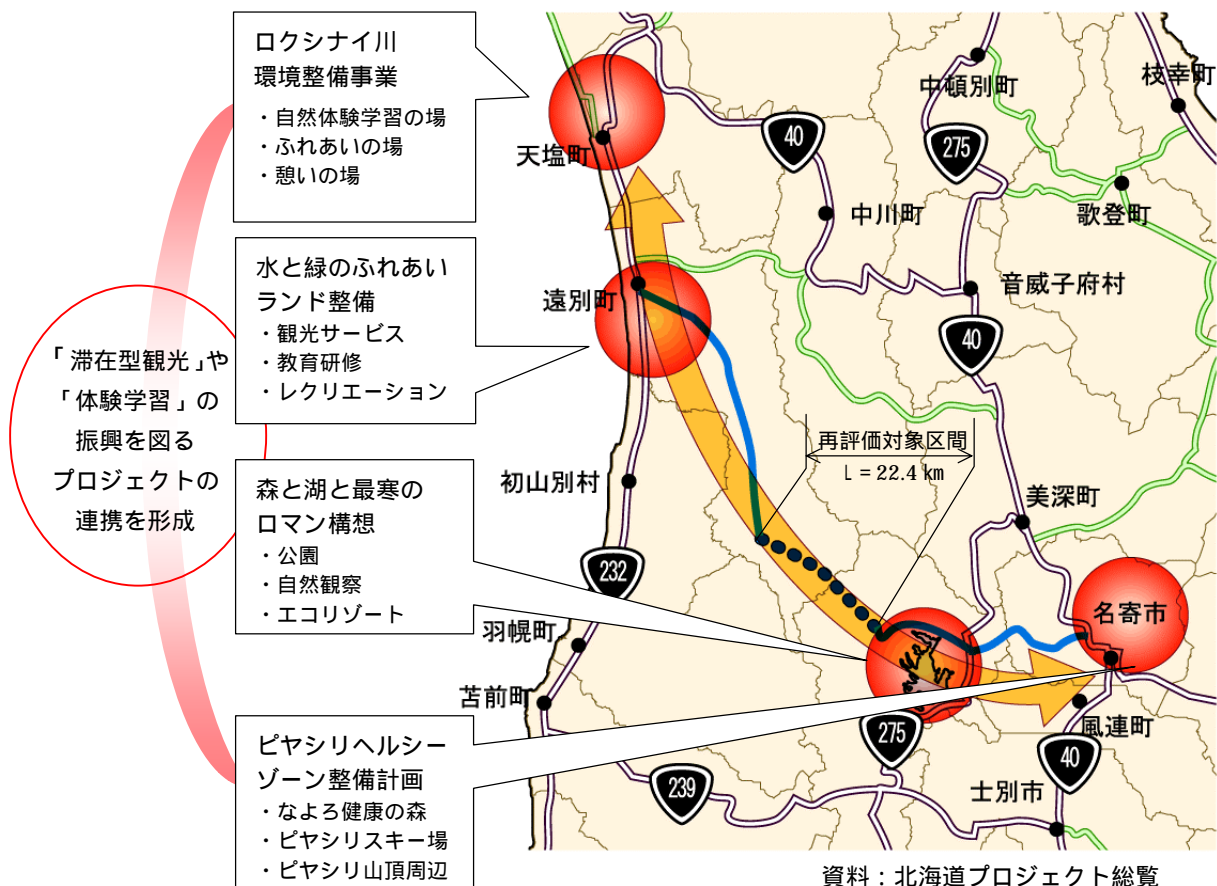 ロクシナイ川
環境整備事業
・自然体験学習の場
・ふれあいの場
・憩いの場
水と緑のふれあい
ランド整備
・観光サービス
・教育研修
・レクリエーション
「滞在型観光」や
「体験学習」の
振興を図る
プロジェクトの
連携を形成
森と湖と最寒の
ロマン構想
・公園
・自然観察
・エコリゾート
ピヤシリヘルシー
ゾーン整備計画
・なよろ健康の森
・ピヤシリスキー場
・ピヤシリ山頂周辺
中頓別町
枝幸町
40
275
天塩町
中川町
歌登町
遠別町
音威子府村
40
再評価対象区間
L = 22.4 km
初山別村
美深町
232
名寄市
羽幌町
苫前町
275
風連町
40
239
士別市
資料：北海道プロジェクト総覧